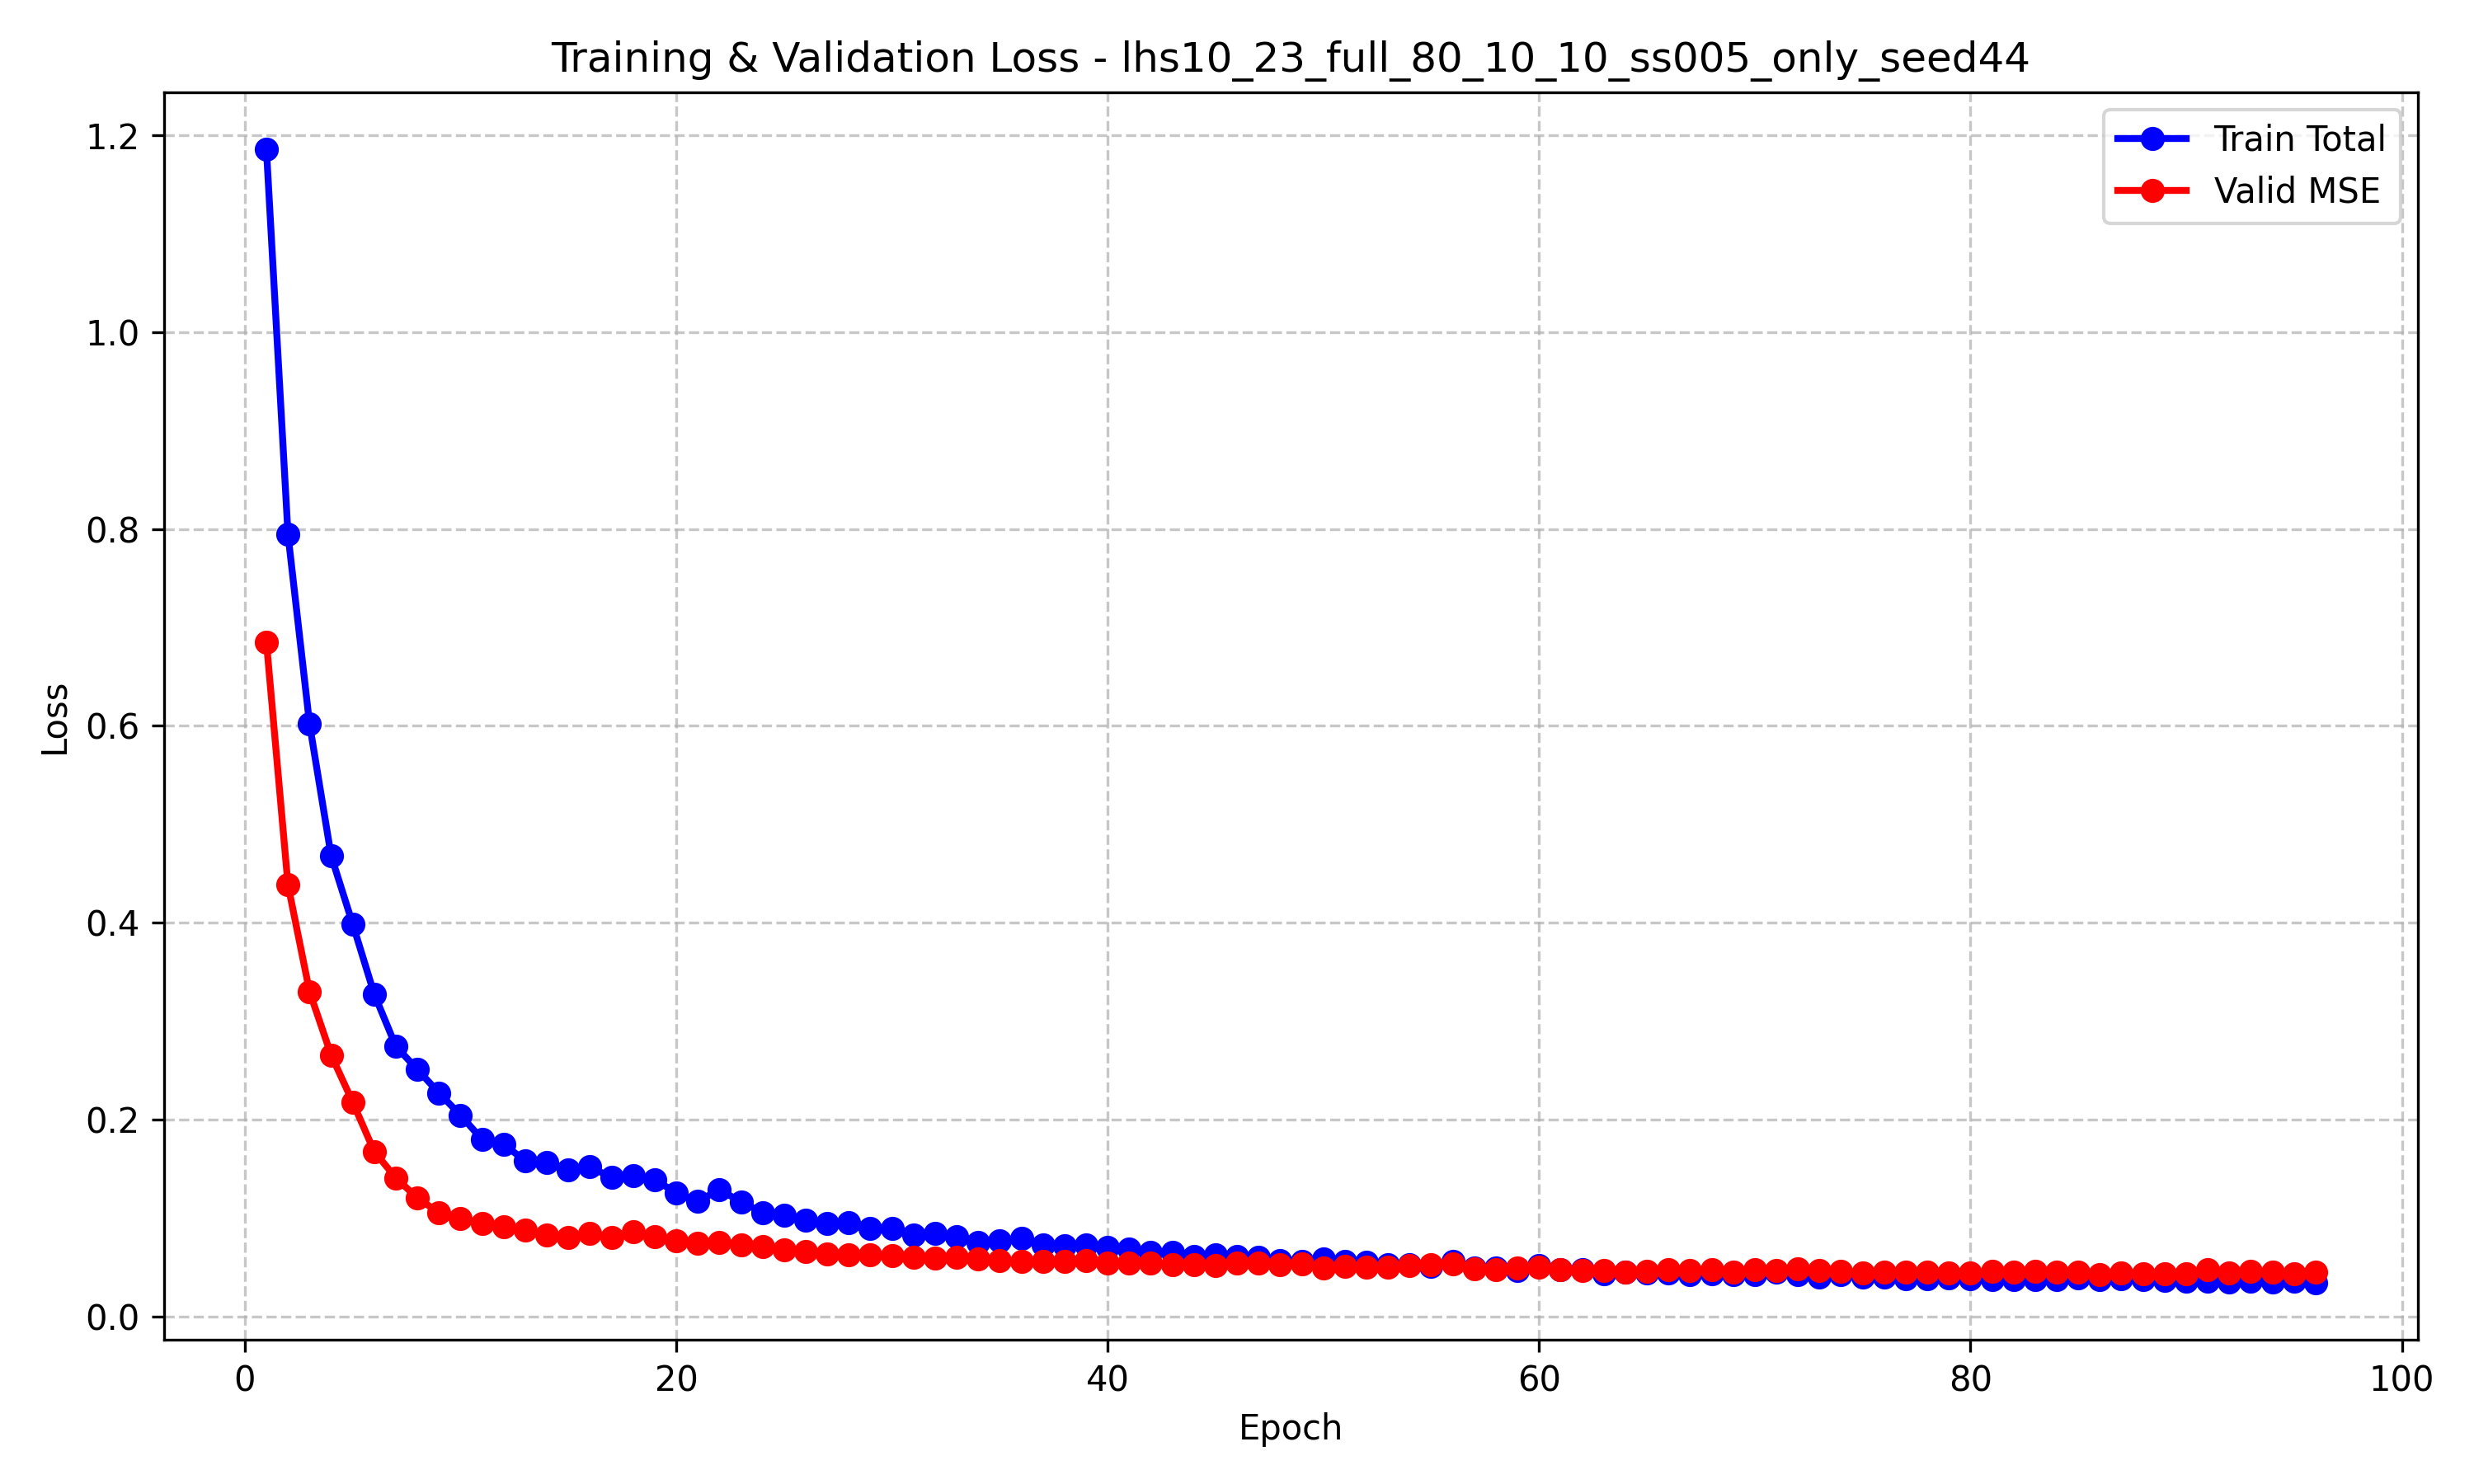 Training & Validation Loss - lhs10_23_full_80_10_10_ss005_only_seed44
Train Total
Valid MSE
1.2
1.0
0.8
0.6
0.4
0.2
0.0
Loss
0
20
40
60
80
100
Epoch